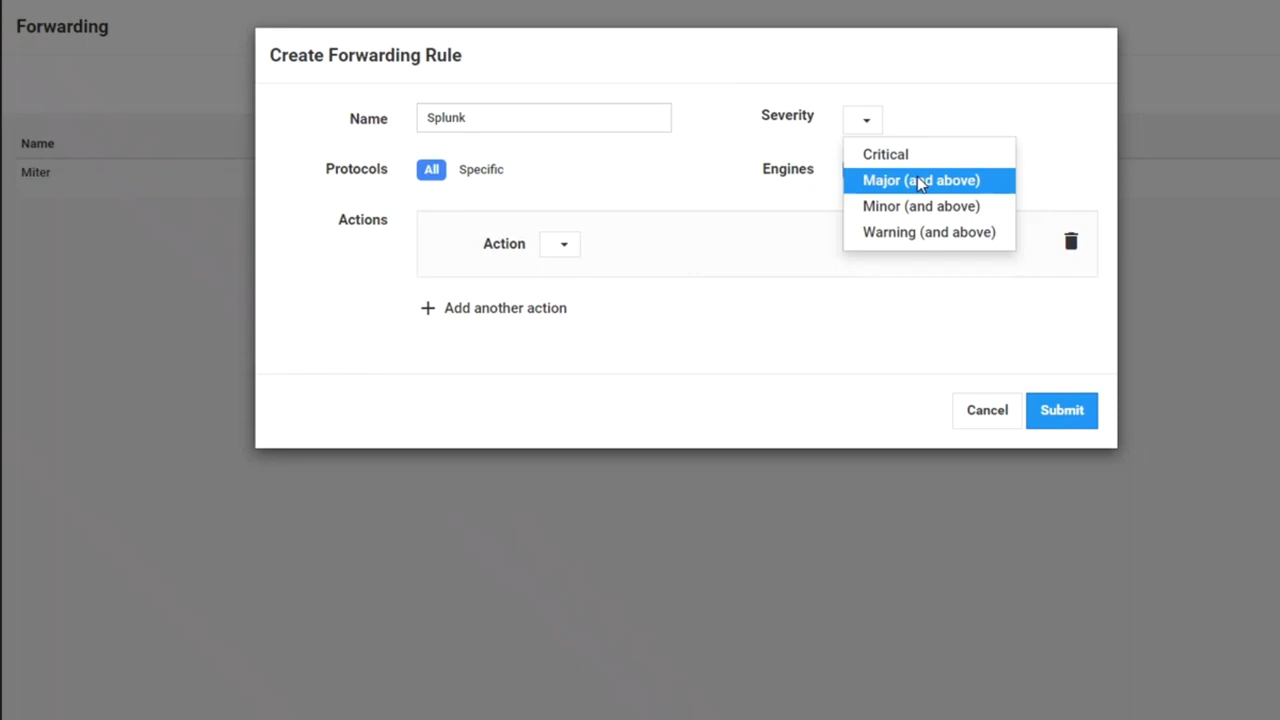 Forwarding
Create Forwarding Rule
Name
Splunk
Severity
Critical
Major (and above)
Minor (and above)
Warning (and above)
Protocols
All
Specific
Engines
Actions
Action
Add another action
Cancel
Submit
Name
Miter